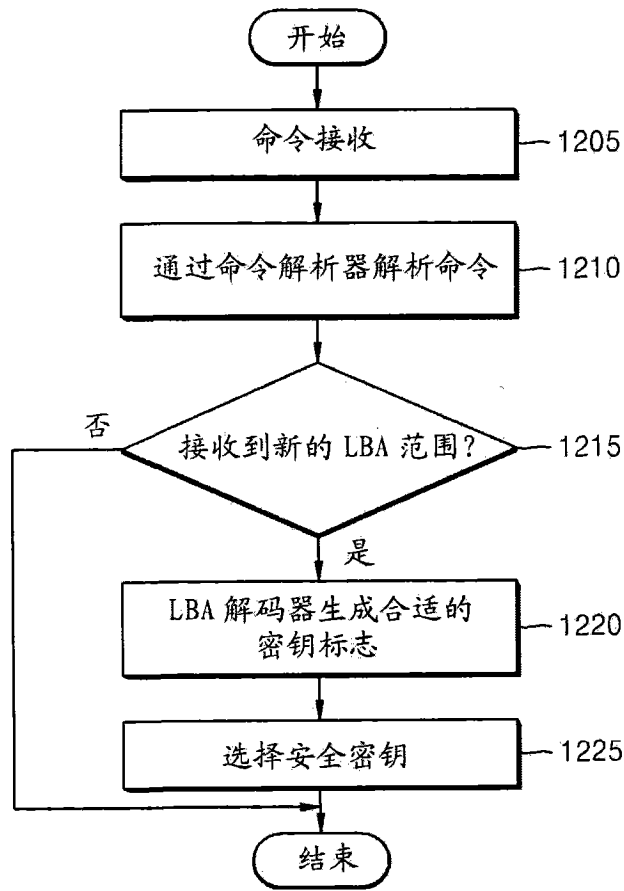 开始
命令接收
1205
通过命令解析器解析命令
1210
接收到新的 LBA 范围?
1215
否
是
LBA 解码器生成合适的
密钥标志
1220
选择安全密钥
1225
结束